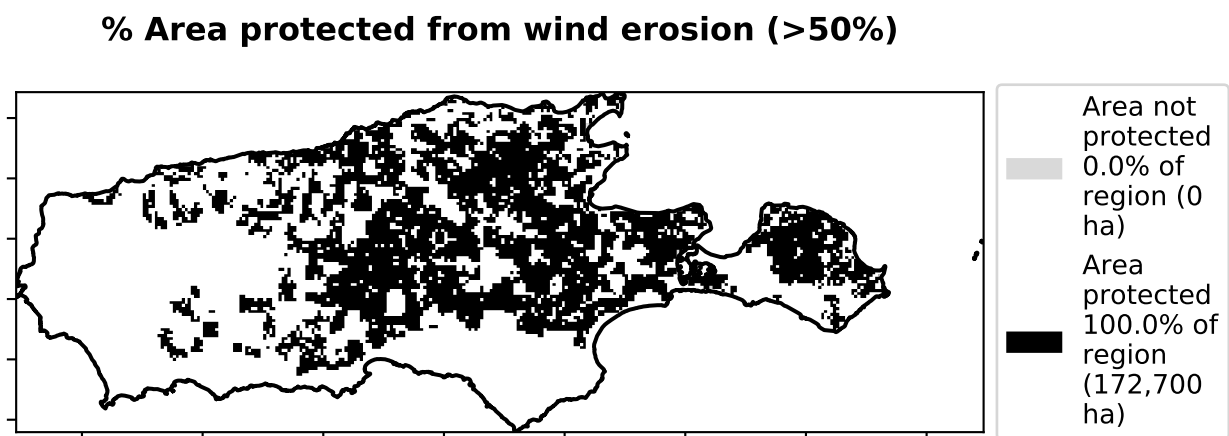 % Area protected from wind erosion (>50%)
Area not
protected
0.0% of
region (0
ha)
Area
protected
100.0% of
region
(172,700
ha)